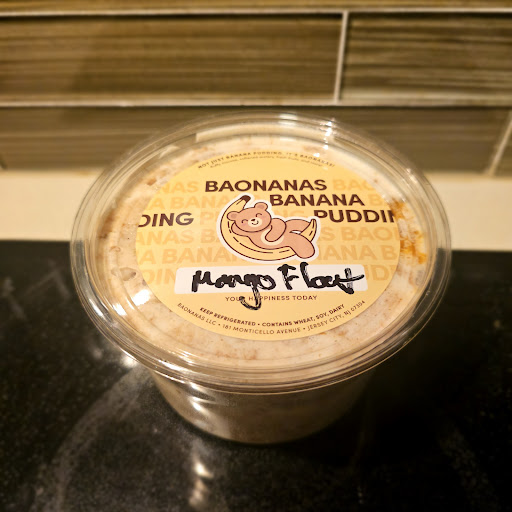 NOT JUST BANANA PUDDING, IT'S BAONANAS!
BAONANAS
BANANA
PUDDIN
DING
Mango Float
YOUR HAPPINESS TODAY
KEEP REFRIGERATED • CONTAINS WHEAT, SOY, DAIRY
BAONANAS LLC • 181 MONTICELLO AVENUE • JERSEY CITY, NJ 07304